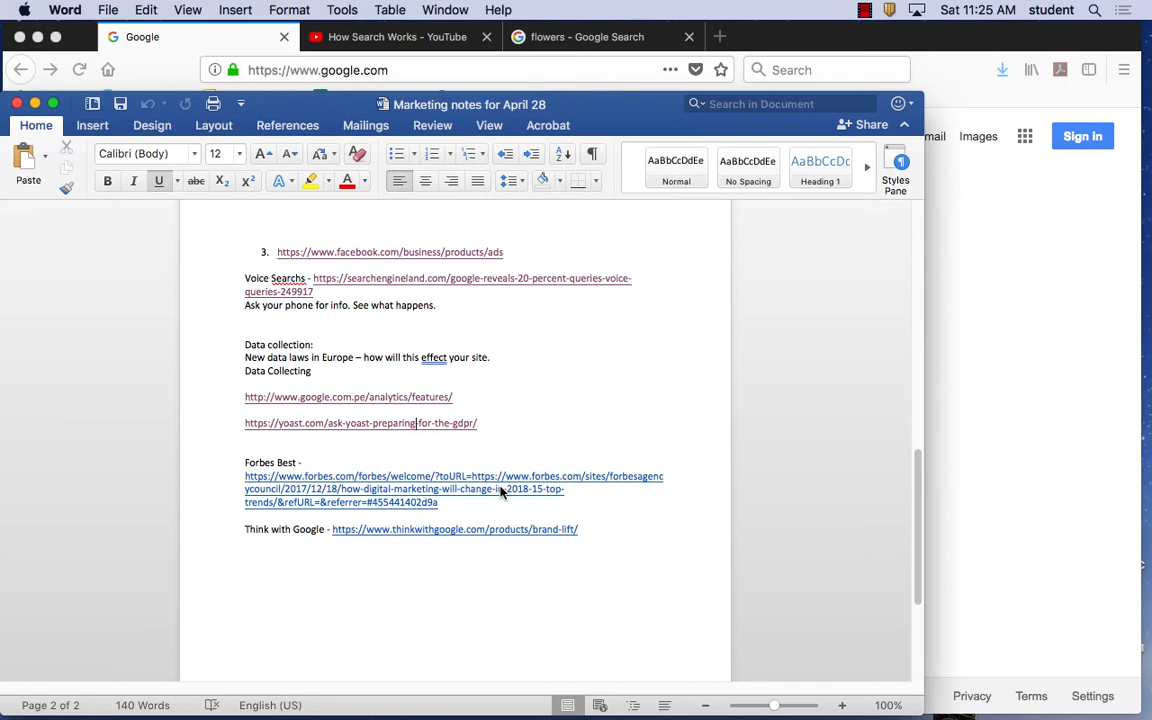 Word File Edit View Insert Format Tools Table Window Help Sat 11:25 AM student
Google How Search Works - YouTube flowers - Google Search
https://www.google.com Search
Marketing notes for April 28 Search in Document
Home Insert Design Layout References Mailings Review View Acrobat Share
Paste Calibri (Body) 12 AaBbCcDdEe AaBbCcDdEe AaBbCcDc
Normal No Spacing Heading 1 Styles
Pane
mail Images Sign In
3. https://www.facebook.com/business/products/ads
Voice Searchs - https://searchengineland.com/google-reveals-20-percent-queries-voice-
queries-249917
Ask your phone for info. See what happens.
Data collection:
New data laws in Europe – how will this effect your site.
Data Collecting
http://www.google.com.pe/analytics/features/
https://yoast.com/ask-yoast-preparing-for-the-gdpr/
Forbes Best -
https://www.forbes.com/forbes/welcome/?toURL=https://www.forbes.com/sites/forbesagenc
ycouncil/2017/12/18/how-digital-marketing-will-change-in-2018-15-top-
trends/&refURL=&referrer=#455441402d9a
Think with Google - https://www.thinkwithgoogle.com/products/brand-lift/
Page 2 of 2 140 Words English (US) 100%
Privacy Terms Settings